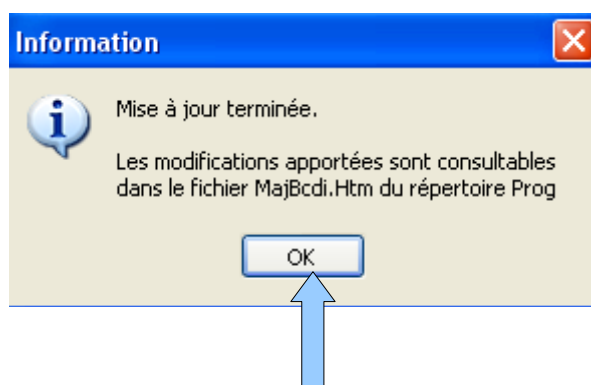 Information
Mise à jour terminée.
Les modifications apportées sont consultables
dans le fichier MajBcdi.Htm du répertoire Prog
OK